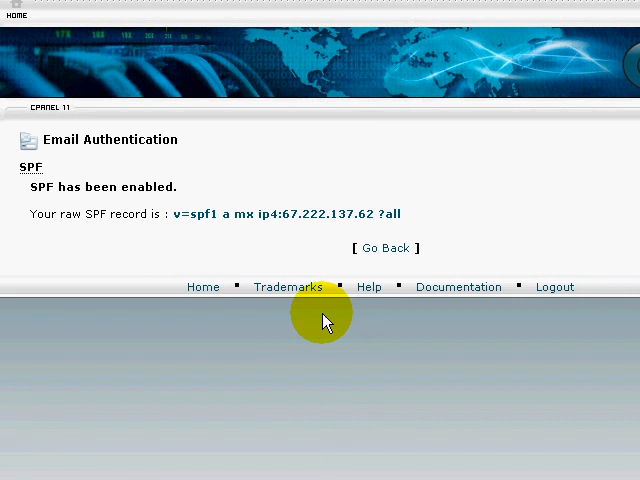 HOME
CPANEL 11
Email Authentication
SPF
SPF has been enabled.
Your raw SPF record is : v=spf1 a mx ip4:67.222.137.62 ?all
[ Go Back ]
Home ▪ Trademarks ▪ Help ▪ Documentation ▪ Logout